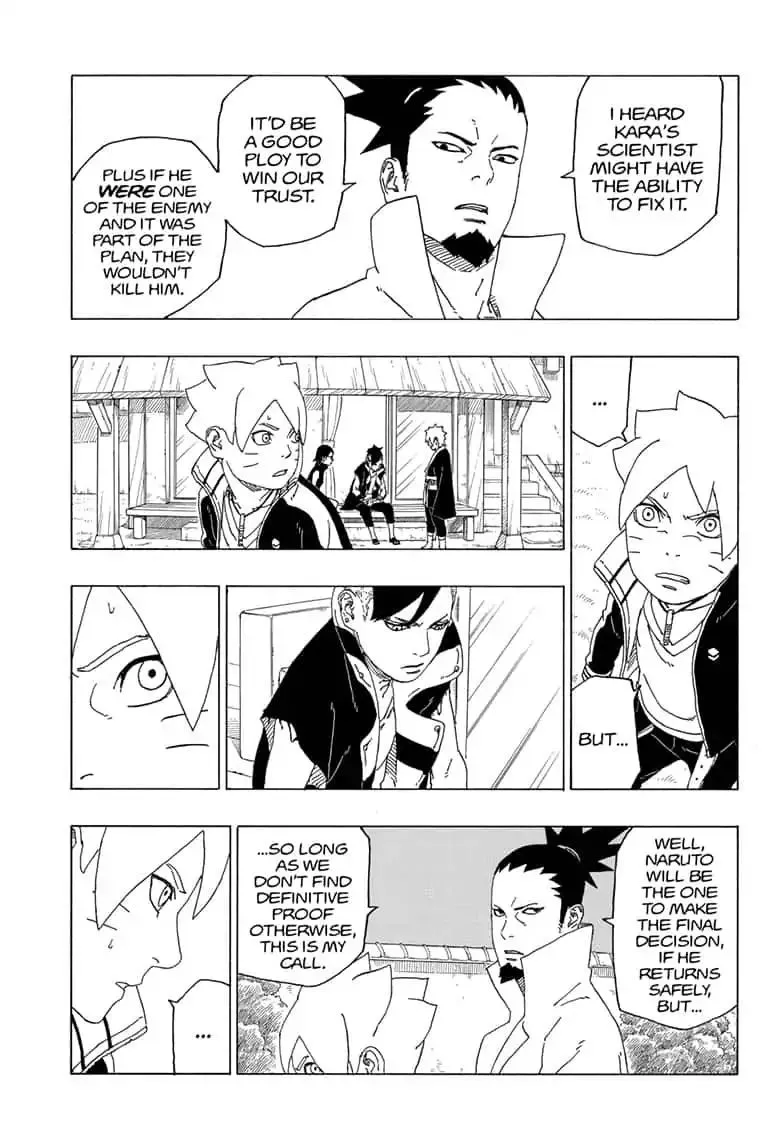 I HEARD
KARA'S
SCIENTIST
MIGHT HAVE
THE ABILITY
TO FIX IT.
IT'D BE
A GOOD
PLOY TO
WIN OUR
TRUST.
PLUS IF HE
WERE ONE
OF THE ENEMY
AND IT WAS
PART OF THE
PLAN, THEY
WOULDN'T
KILL HIM.
...
BUT...
WELL,
NARUTO
WILL BE
THE ONE
TO MAKE
THE FINAL
DECISION,
IF HE
RETURNS
SAFELY,
BUT...
...SO LONG
AS WE
DON'T FIND
DEFINITIVE
PROOF
OTHERWISE,
THIS IS MY
CALL.
...